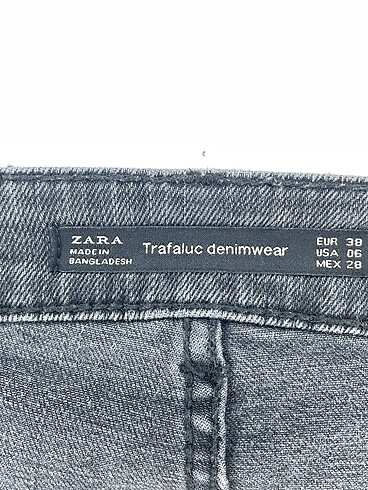 ZARA
MADE IN
BANGLADESH
Trafaluc denimwear
EUR 38
USA 06
MEX 28